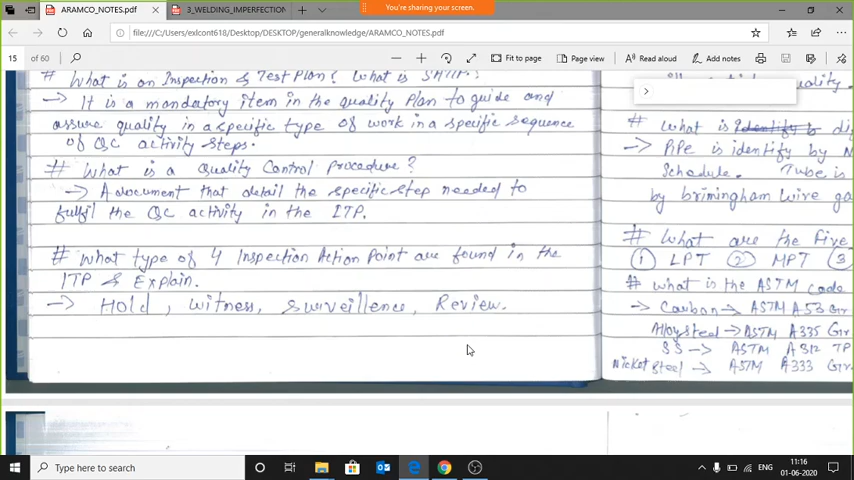 ARAMCO_NOTES.pdf
3_WELDING_IMPERFECTION
You're sharing your screen.
file:///C:/Users/exlcont618/Desktop/DESKTOP/generalknowledge/ARAMCO_NOTES.pdf
15 of 60
Fit to page
Page view
Read aloud
Add notes
# What is an Inspection & Test Plan? What is SATIP?
→ It is a mandatory item in the quality Plan to guide and
assure quality in a specific type of work in a specific sequence
of QC activity steps.
# What is a Quality Control Procedure?
→ A document that detail the specific step needed to
fulfil the QC activity in the ITP.
# What type of 4 Inspection Action Point are found in the
ITP & Explain.
→ Hold, Witness, Surveillence, Review.
quality.
# What is
→ Pipe is identify by N
Schedule. Tube is
by brimingham wire ga
# What are the Five
① LPT ② MPT ③
# What is the ASTM code
→ Carbon → ASTM A53 Gr
Alloy steel → ASTM A335 Gr
SS → ASTM A312 TP
Nickel steel → ASTM A333 Gr
Type here to search
ENG
11:16
01-06-2020